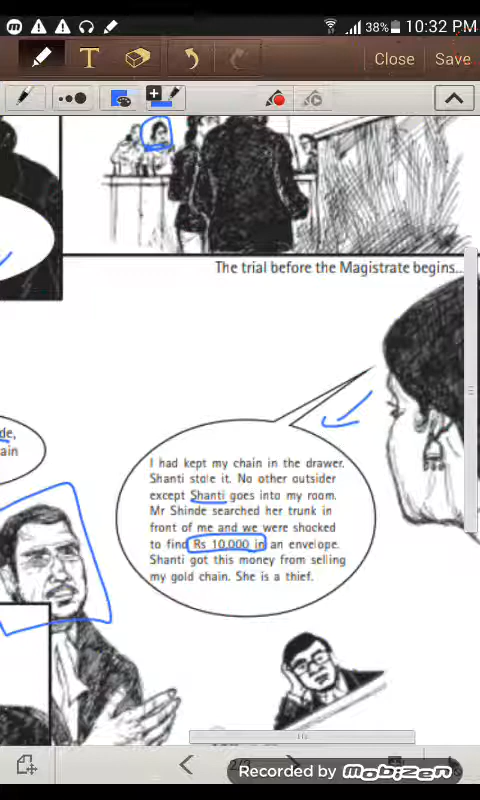 38% 10:32 PM
T Close Save
The trial before the Magistrate begins...
de,
ain
I had kept my chain in the drawer.
Shanti stole it. No other outsider
except Shanti goes into my room.
Mr Shinde searched her trunk in
front of me and we were shocked
to find Rs 10,000 in an envelope.
Shanti got this money from selling
my gold chain. She is a thief.
Recorded by MOBIZEN